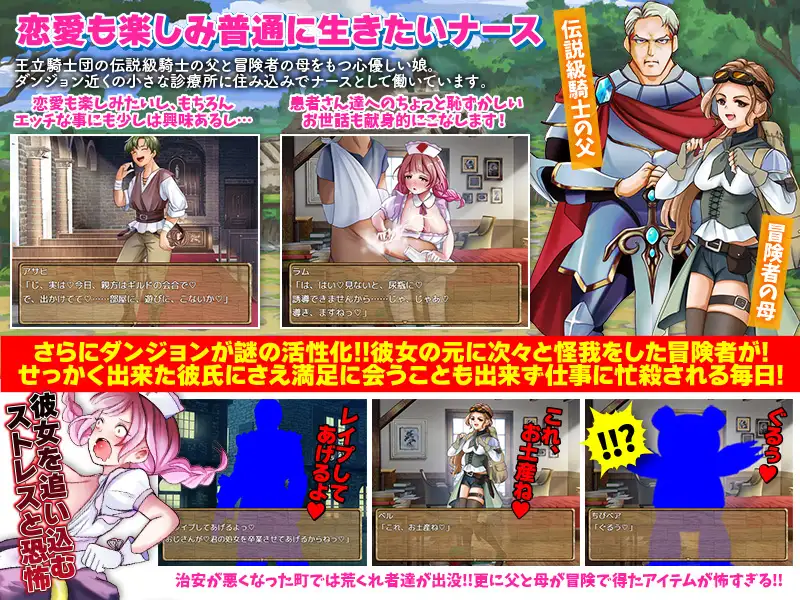 恋愛も楽しみ普通に生きたいナース
王立騎士団の伝説級騎士の父と冒険者の母をもつ心優しい娘。
ダンジョン近くの小さな診療所に住み込みでナースとして働いています。
恋愛も楽しみたいし、もちろん
エッチな事にも少しは興味あるし…
患者さん達へのちょっと恥ずかしい
お世話も献身的にこなします!
伝説級騎士の父
冒険者の母
アサヒ
「じ、実は♡今日、親方はギルドの会合で♡
で、出かけてて♡……部屋に、遊びに、こないか♡」
ラム
「は、はい♡見ないと、尿瓶に♡
誘導できませんから……じゃ、じゃあ♡
導き、ますねっ♡」
さらにダンジョンが謎の活性化!!彼女の元に次々と怪我をした冒険者が!
せっかく出来た彼氏にさえ満足に会うことも出来ず仕事に忙殺される毎日!
彼女を追い込む
ストレスと恐怖
レイプして
あげるよ♥
レイプしてあげるよっ♡
おじさんが♡君の処女を卒業させてあげるからねっ♡」
これ、
お土産ね♥
ベル
「これ、お土産ね♡」
!!?
ぐるぅ♥
ちびベア
「ぐるう♡」
治安が悪くなった町では荒くれ者達が出没!!更に父と母が冒険で得たアイテムが怖すぎる!!